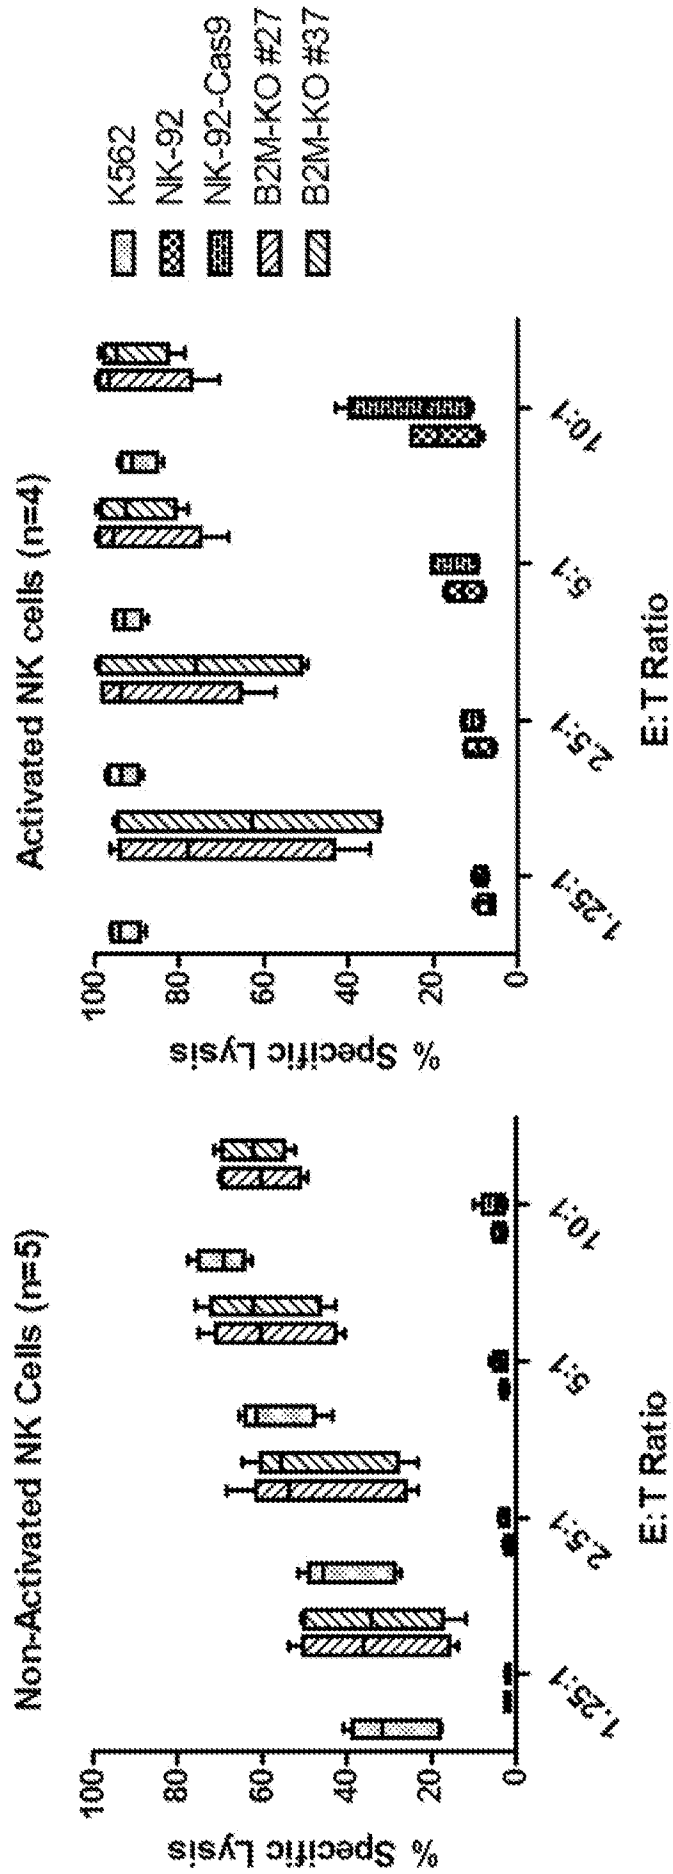 Non-Activated NK Cells (n=5)
% Specific Lysis
100
80
60
40
20
0
1.25:1
2.5:1
5:1
10:1
E:T Ratio
Activated NK cells (n=4)
% Specific Lysis
100
80
60
40
20
0
1.25:1
2.5:1
5:1
10:1
E:T Ratio
K562
NK-92
NK-92-Cas9
B2M-KO #27
B2M-KO #37